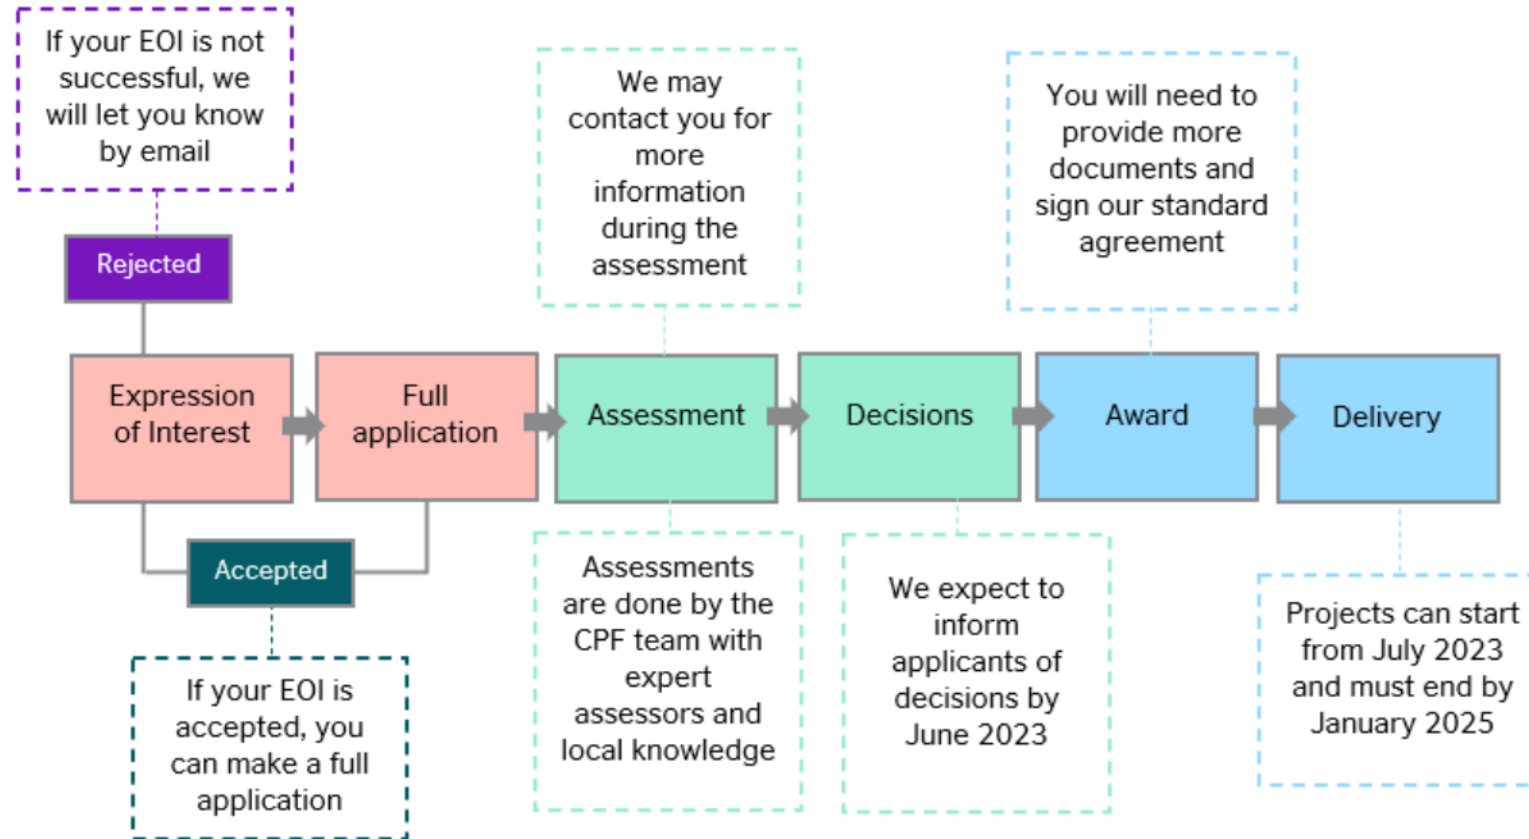 If your EOI is not
successful, we
will let you know
by email
Rejected
We may
contact you for
more
information
during the
assessment
You will need to
provide more
documents and
sign our standard
agreement
Expression
of Interest
Full
application
Assessment
Decisions
Award
Delivery
Accepted
If your EOI is
accepted, you
can make a full
application
Assessments
are done by the
CPF team with
expert
assessors and
local knowledge
We expect to
inform
applicants of
decisions by
June 2023
Projects can start
from July 2023
and must end by
January 2025